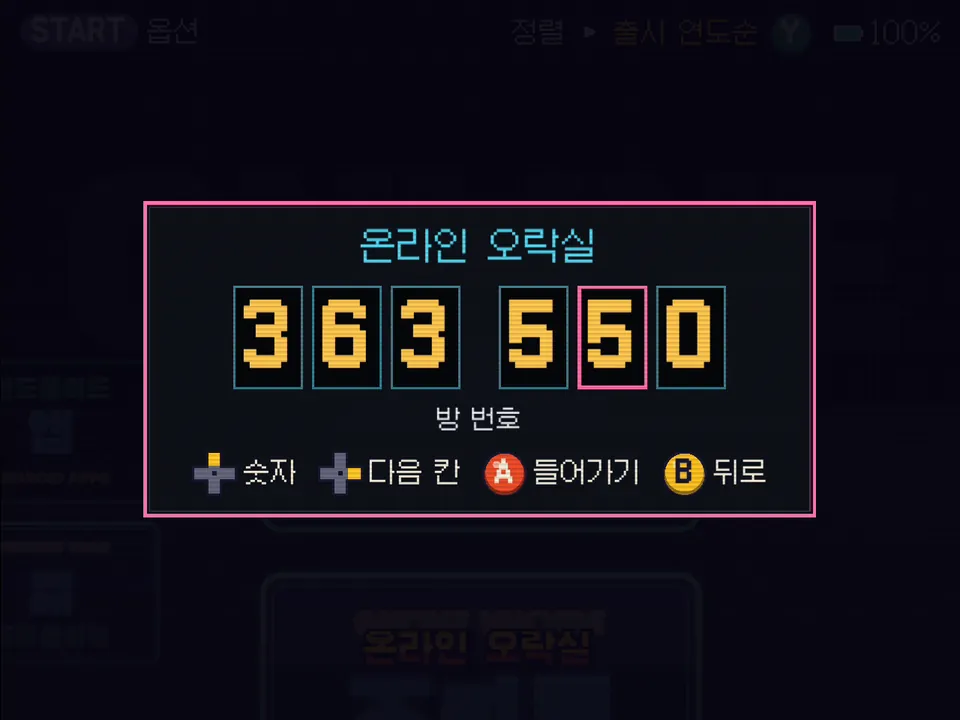 START 옵션
정렬 ▸ 출시 연도순 Y 100%
온라인 오락실
363 550
방 번호
숫자 다음 칸 A 들어가기 B 뒤로
온라인 오락실